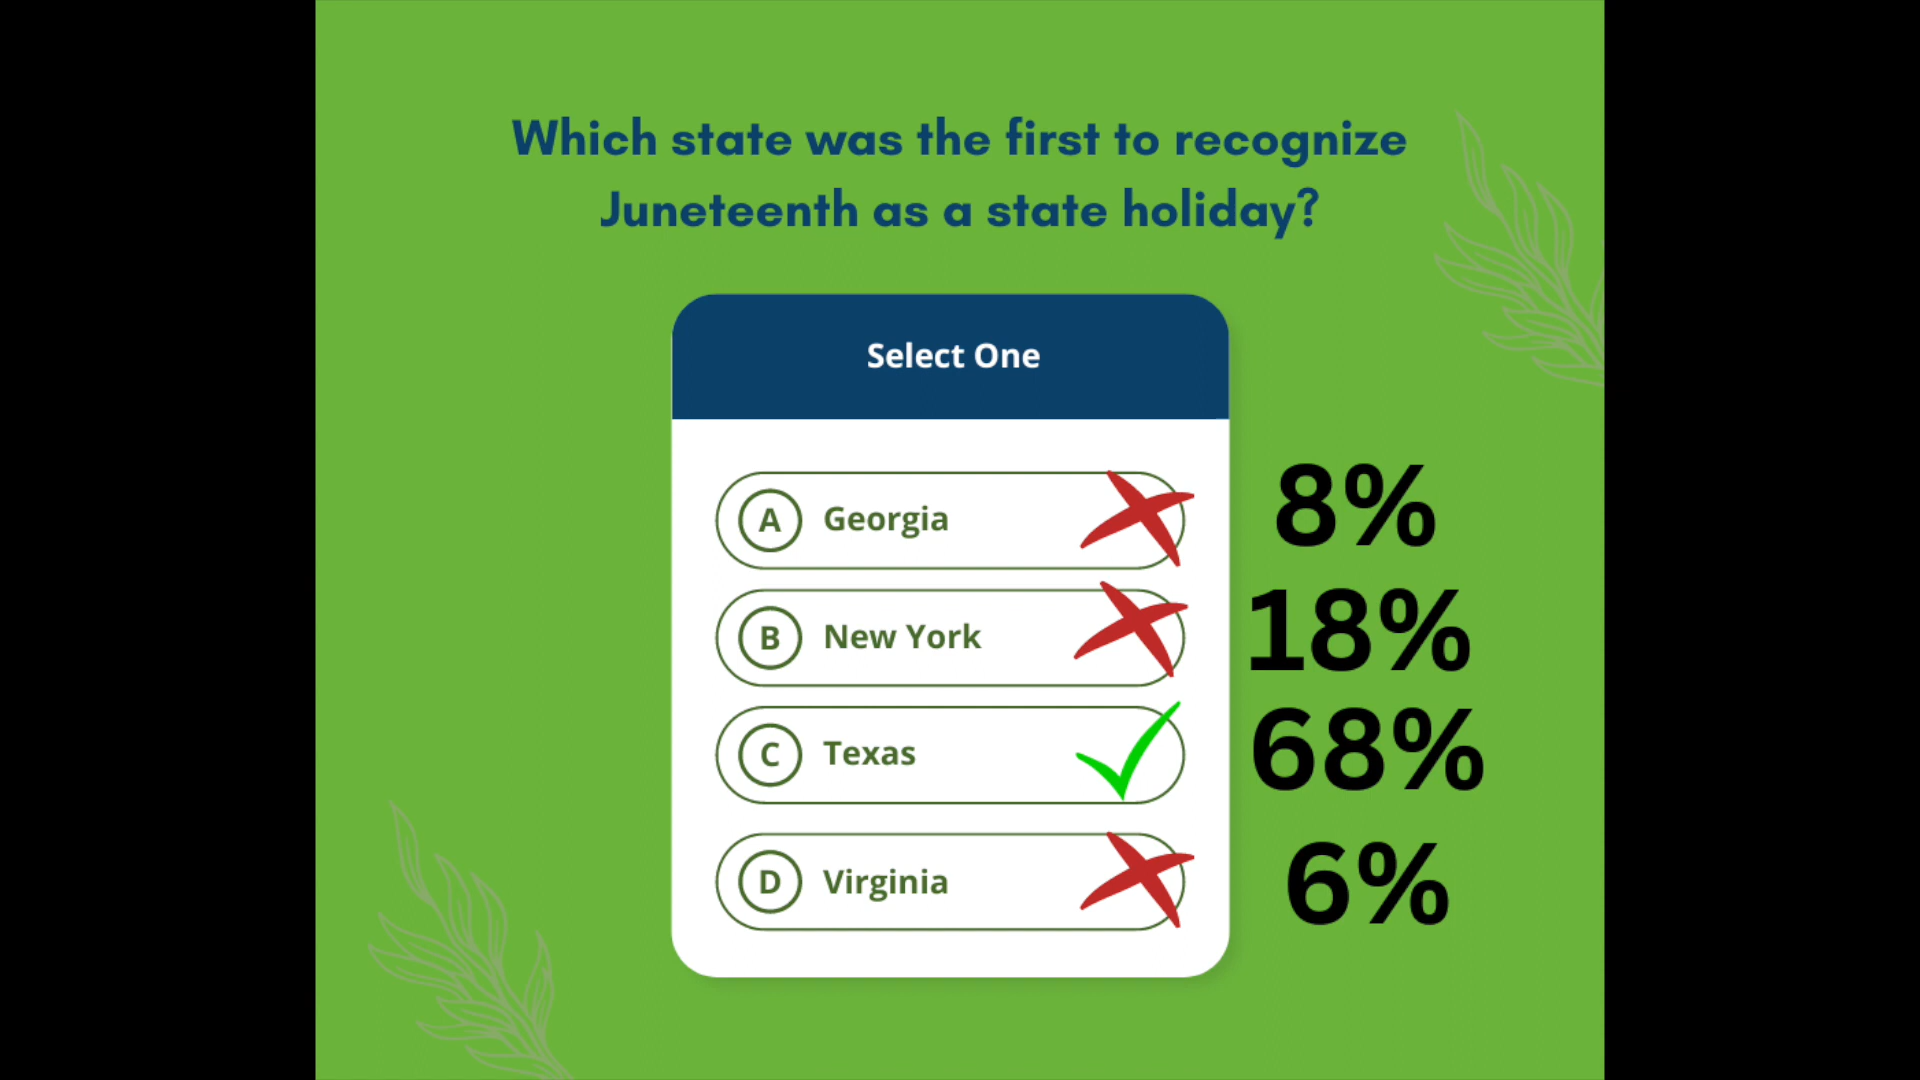 Which state was the first to recognize
Juneteenth as a state holiday?
Select One
A Georgia 8%
B New York 18%
C Texas 68%
D Virginia 6%